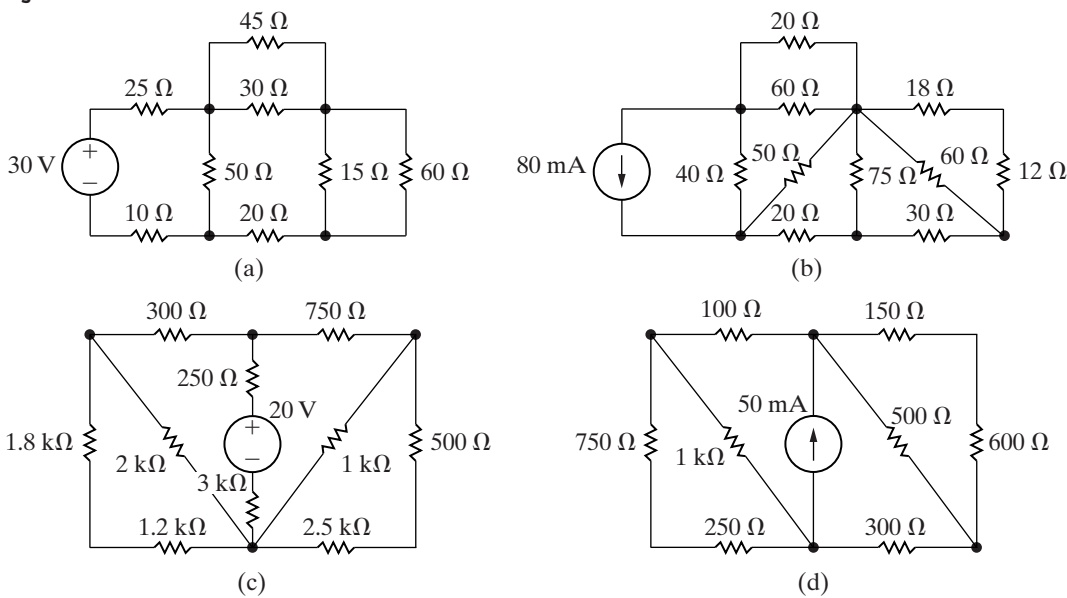 45 Ω
25 Ω 30 Ω
30 V + −
50 Ω 15 Ω 60 Ω
10 Ω 20 Ω
(a)
20 Ω
60 Ω 18 Ω
80 mA 40 Ω 50 Ω 75 Ω 60 Ω 12 Ω
20 Ω 30 Ω
(b)
300 Ω 750 Ω
250 Ω
20 V
+ −
1.8 kΩ 2 kΩ 3 kΩ 1 kΩ 500 Ω
1.2 kΩ 2.5 kΩ
(c)
100 Ω 150 Ω
50 mA 500 Ω
750 Ω 1 kΩ 600 Ω
250 Ω 300 Ω
(d)